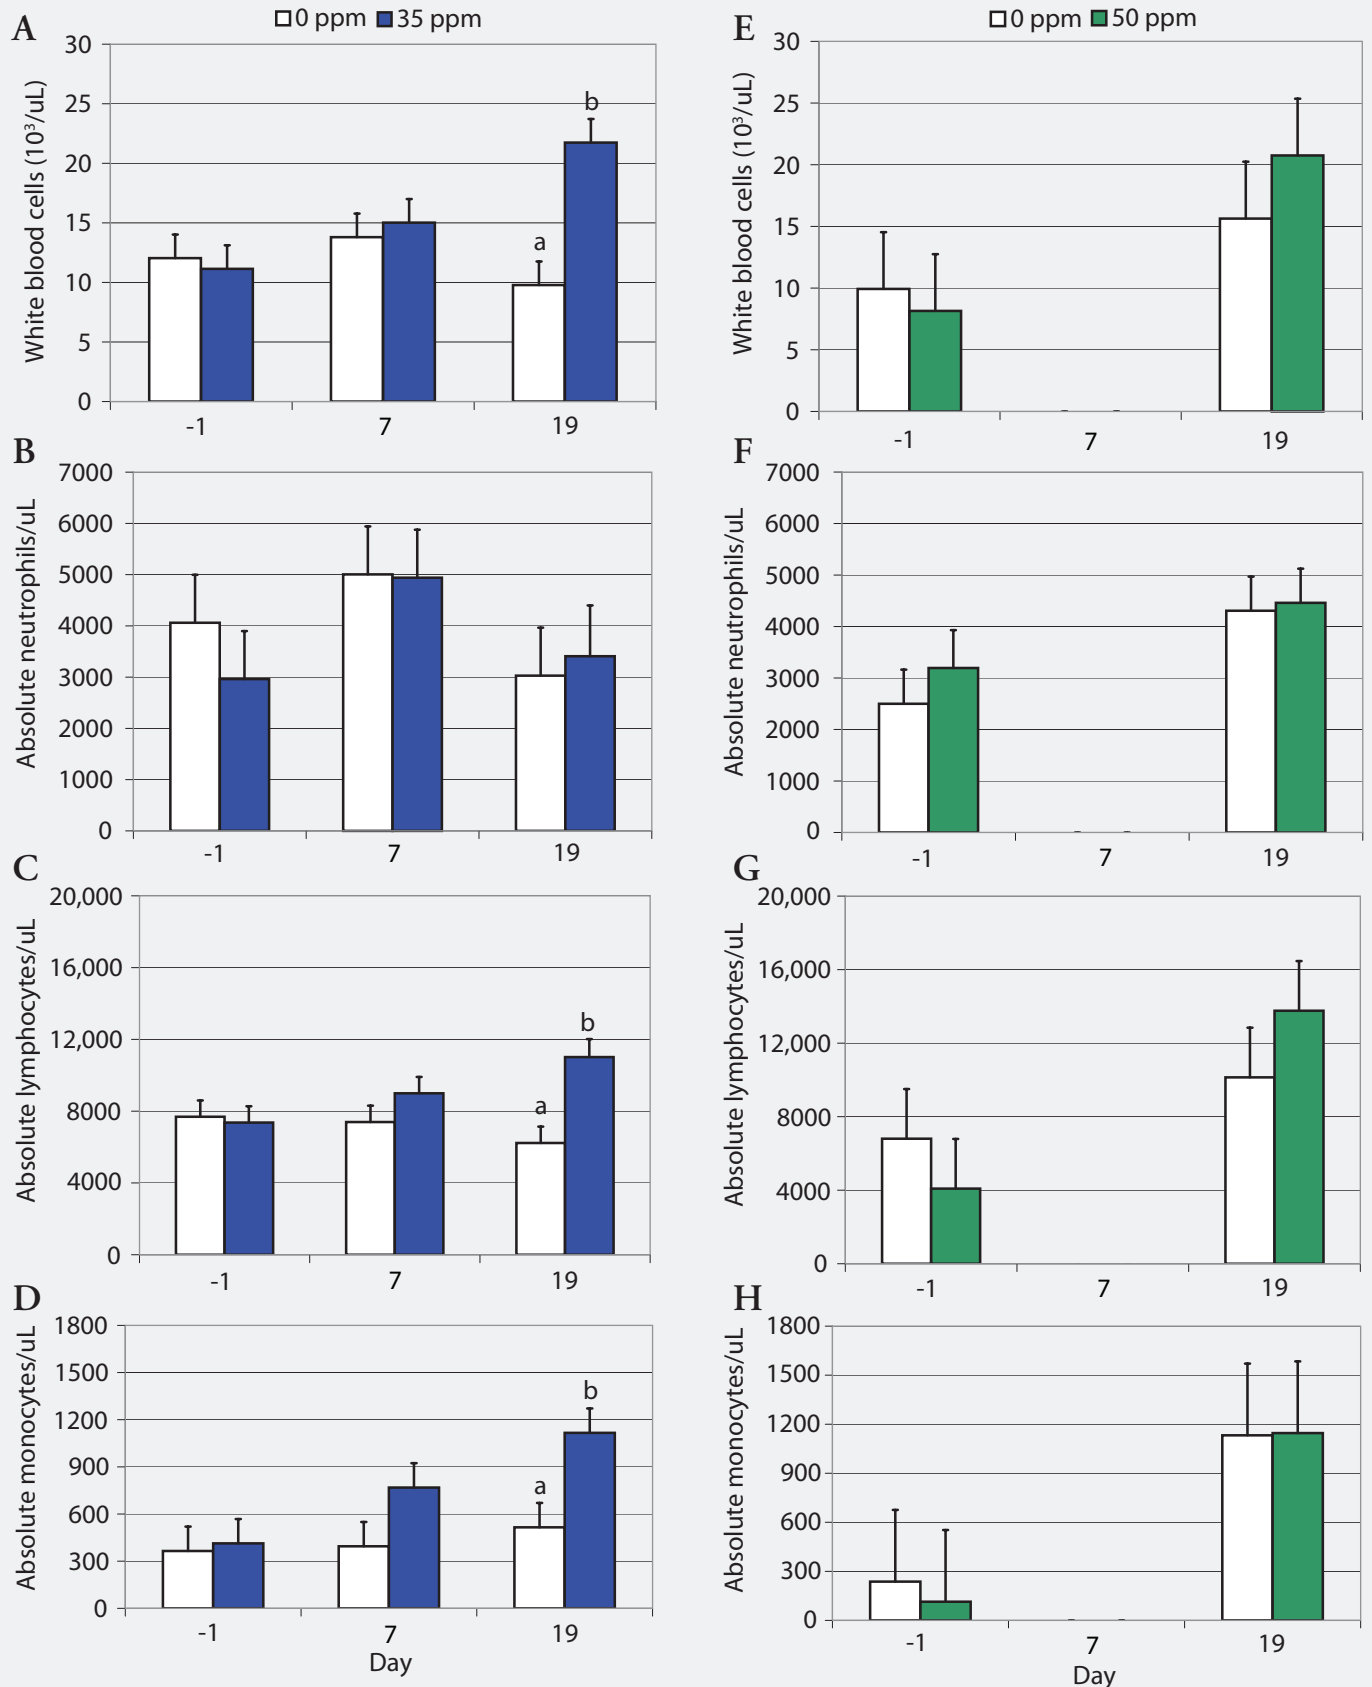 A
0 ppm 35 ppm
White blood cells (10³/uL)
30
25
20
15
10
5
0
a
b
-1 7 19
B
Absolute neutrophils/uL
7000
6000
5000
4000
3000
2000
1000
0
-1 7 19
C
Absolute lymphocytes/uL
20,000
16,000
12,000
8000
4000
0
a
b
-1 7 19
D
Absolute monocytes/uL
1800
1500
1200
900
600
300
0
a
b
-1 7 19
Day
E
0 ppm 50 ppm
White blood cells (10³/uL)
30
25
20
15
10
5
0
-1 7 19
F
Absolute neutrophils/uL
7000
6000
5000
4000
3000
2000
1000
0
-1 7 19
G
Absolute lymphocytes/uL
20,000
16,000
12,000
8000
4000
0
-1 7 19
H
Absolute monocytes/uL
1800
1500
1200
900
600
300
0
-1 7 19
Day